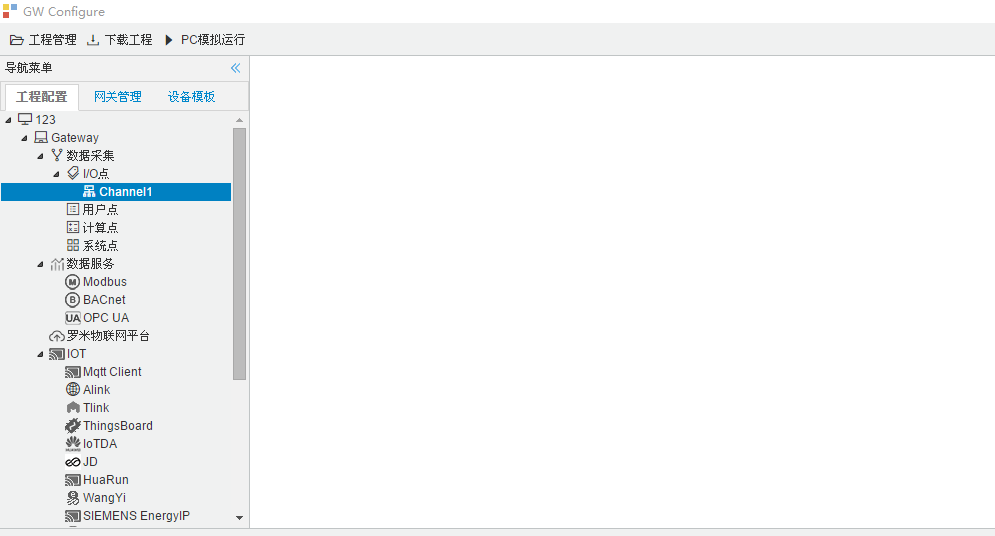 GW Configure
工程管理 下载工程 PC模拟运行
导航菜单
工程配置 网关管理 设备模板
123
Gateway
数据采集
I/O点
Channel1
用户点
计算点
系统点
数据服务
Modbus
BACnet
UA OPC UA
罗米物联网平台
IOT
Mqtt Client
Alink
Tlink
ThingsBoard
IoTDA
JD
HuaRun
WangYi
SIEMENS EnergyIP